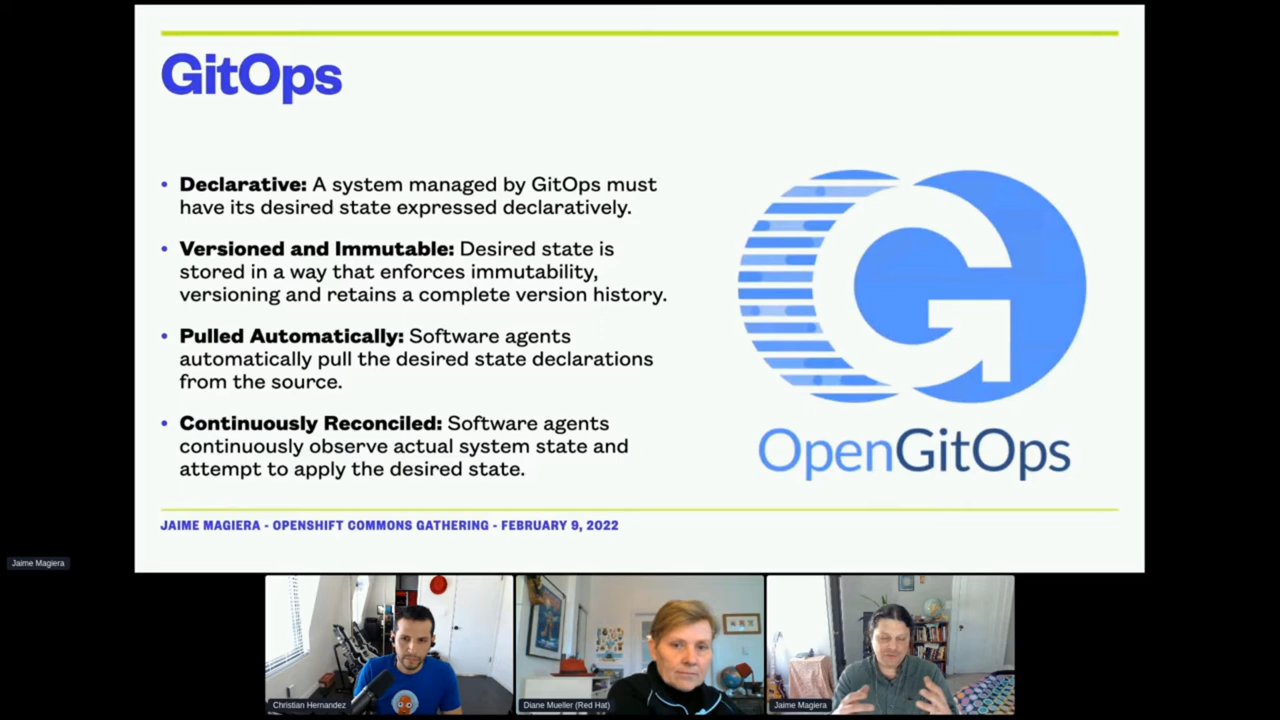 GitOps
• Declarative: A system managed by GitOps must
have its desired state expressed declaratively.
• Versioned and Immutable: Desired state is
stored in a way that enforces immutability,
versioning and retains a complete version history.
• Pulled Automatically: Software agents
automatically pull the desired state declarations
from the source.
• Continuously Reconciled: Software agents
continuously observe actual system state and
attempt to apply the desired state.
OpenGitOps
JAIME MAGIERA - OPENSHIFT COMMONS GATHERING - FEBRUARY 9, 2022
Jaime Magiera
Christian Hernandez
Diane Mueller (Red Hat)
Jaime Magiera